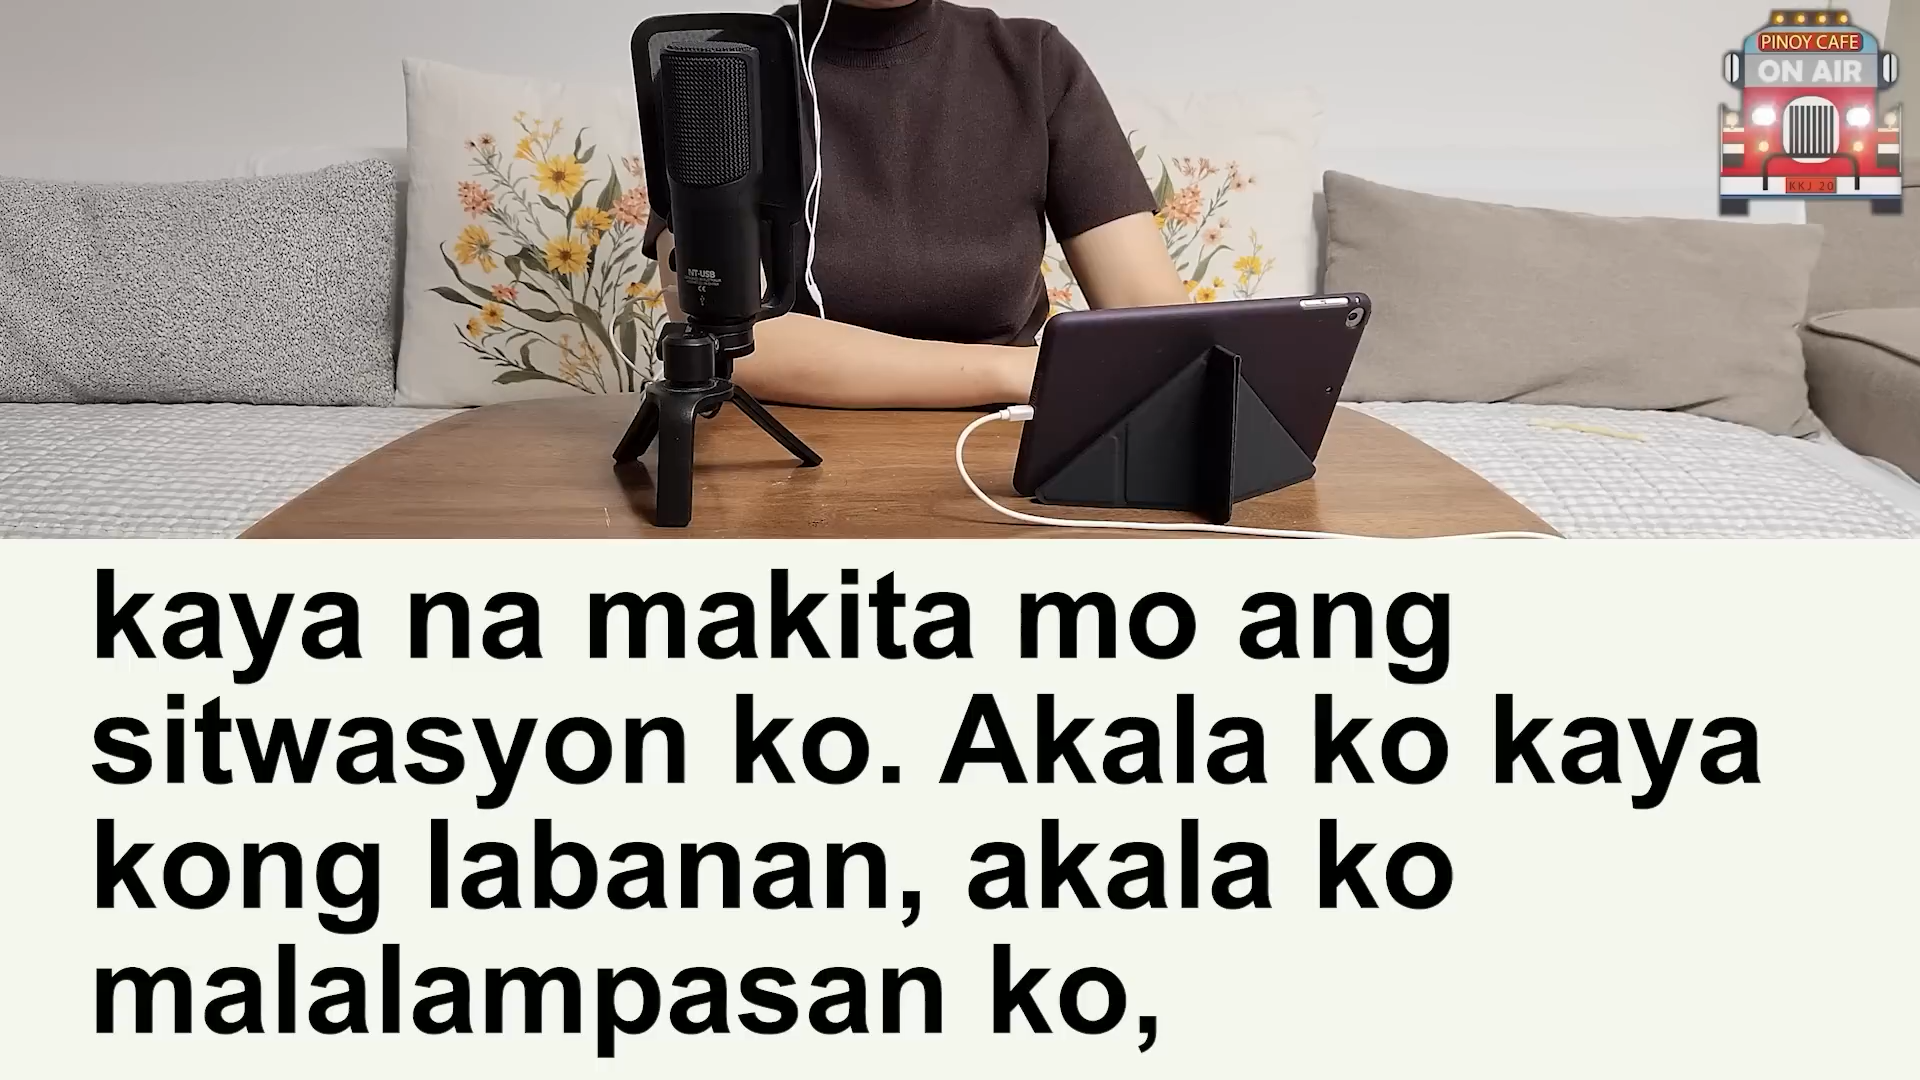 PINOY CAFE
ON AIR
KKJ 20
NT-USB
kaya na makita mo ang
sitwasyon ko. Akala ko kaya
kong labanan, akala ko
malalampasan ko,